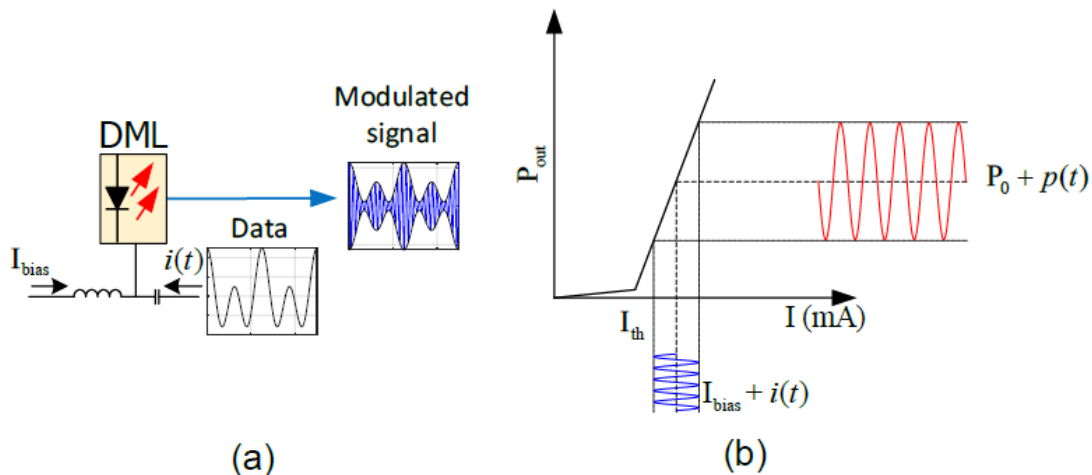 Modulated
signal
DML
Data
I_bias
i(t)
(a)
P_out
P_0 + p(t)
I_th
I (mA)
I_bias + i(t)
(b)